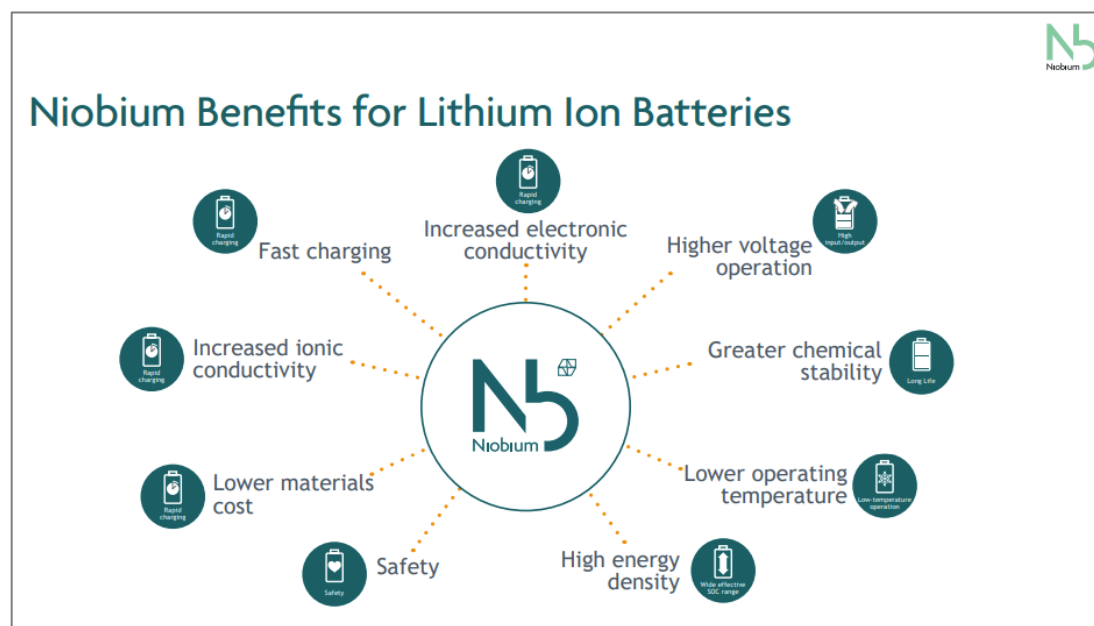 Nb
Niobium
Niobium Benefits for Lithium Ion Batteries
Rapid
charging
Increased electronic
conductivity
Rapid
charging
Fast charging
High
input/output
Higher voltage
operation
Rapid
charging
Increased ionic
conductivity
Greater chemical
stability
Long Life
Nb
Niobium
Rapid
charging
Lower materials
cost
Lower operating
temperature
Low-temperature
operation
Safety
Safety
High energy
density
Wide effective
SOC range